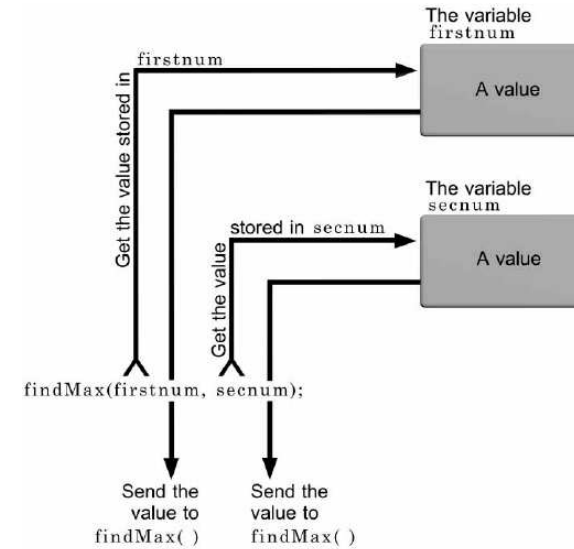 The variable
firstnum
firstnum
Get the value stored in
A value
The variable
secnum
stored in secnum
Get the value
A value
findMax(firstnum, secnum);
Send the
value to
findMax( )
Send the
value to
findMax( )